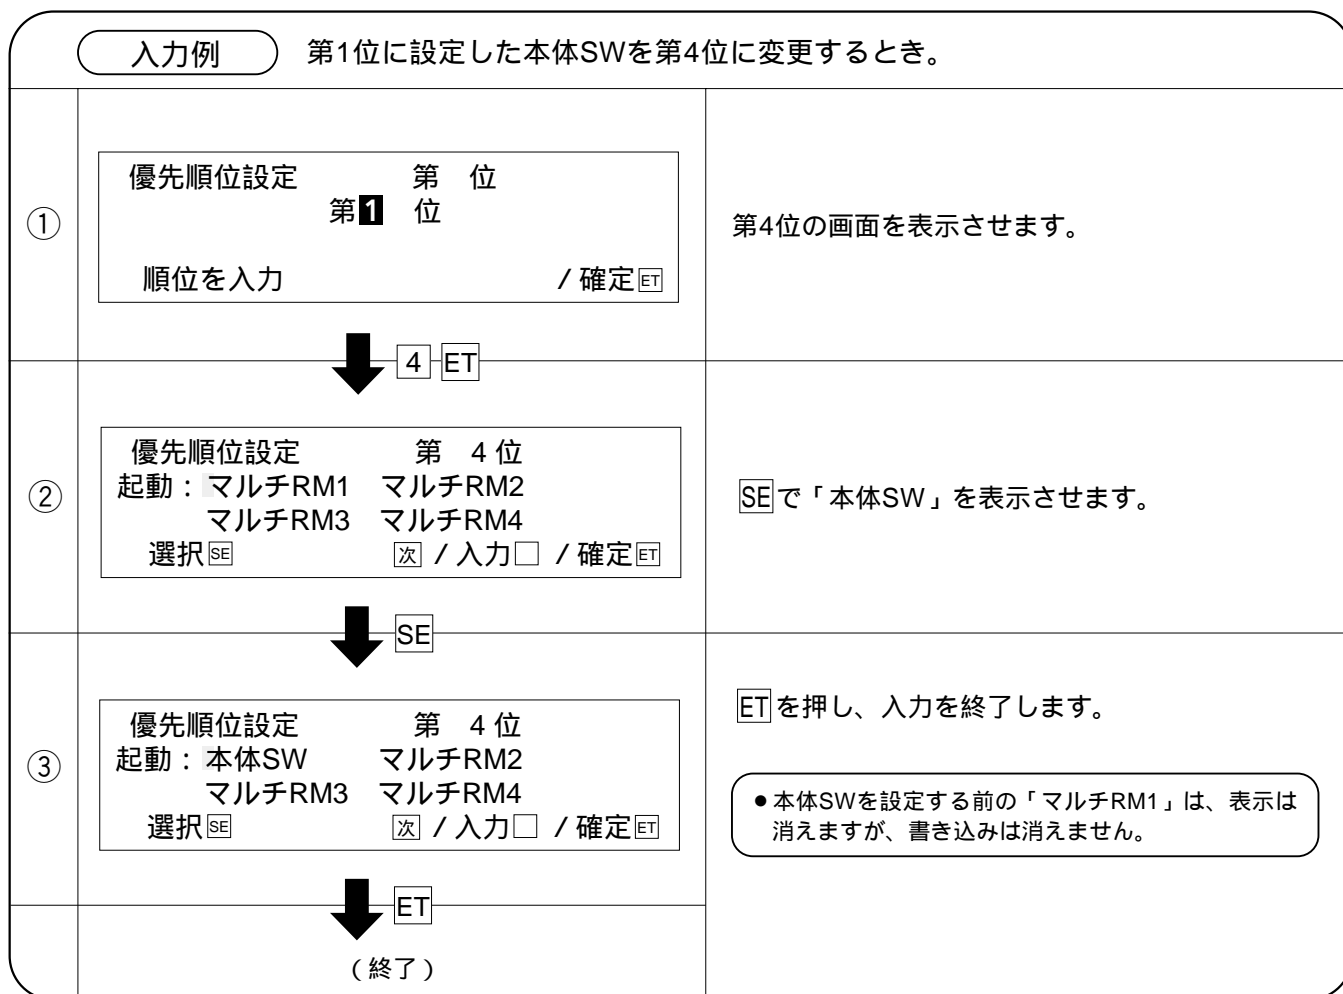 入力例 第1位に設定した本体SWを第4位に変更するとき。
①
優先順位設定 第 位
第1 位
順位を入力 / 確定ET
第4位の画面を表示させます。
4 ET
②
優先順位設定 第 4位
起動：マルチRM1 マルチRM2
マルチRM3 マルチRM4
選択SE 次 / 入力□ / 確定ET
SEで「本体SW」を表示させます。
SE
③
優先順位設定 第 4位
起動：本体SW マルチRM2
マルチRM3 マルチRM4
選択SE 次 / 入力□ / 確定ET
ETを押し、入力を終了します。
●本体SWを設定する前の「マルチRM1」は、表示は
消えますが、書き込みは消えません。
ET
（終了）